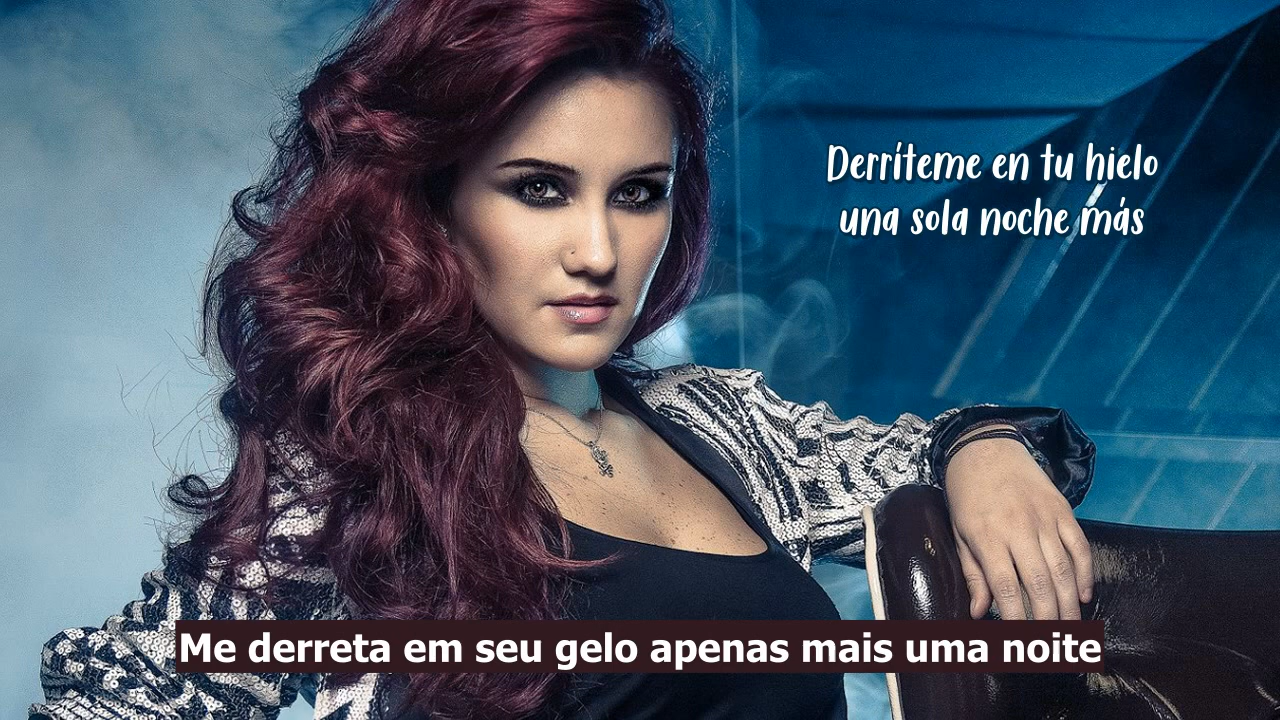 Derríteme en tu hielo
una sola noche más
Me derreta em seu gelo apenas mais uma noite